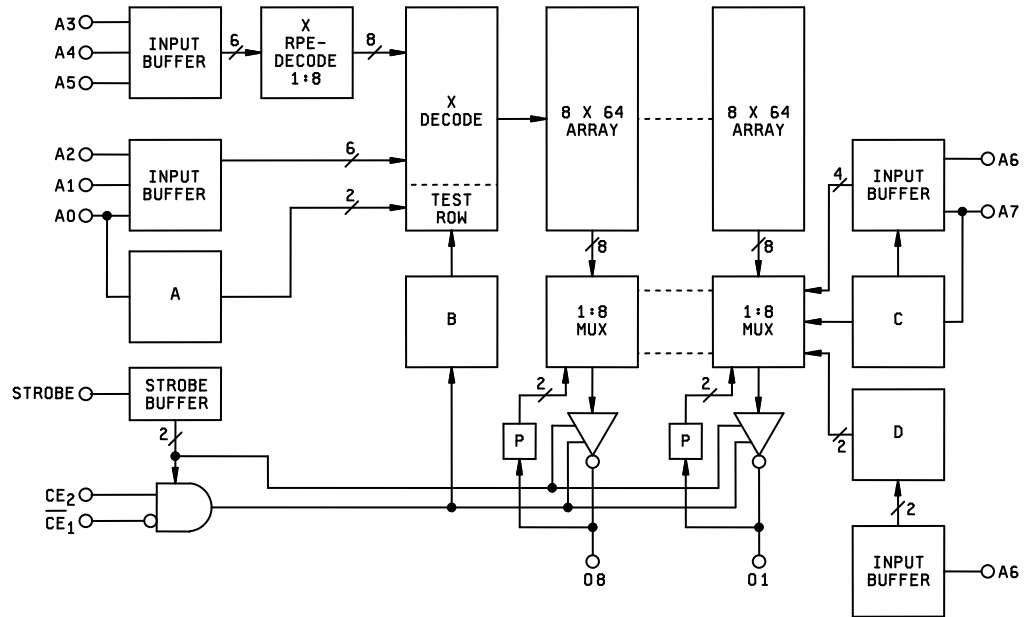 A3
A4
A5
INPUT
BUFFER
6
X
RPE-
DECODE
1:8
8
X
DECODE
8 X 64
ARRAY
8 X 64
ARRAY
A2
A1
A0
INPUT
BUFFER
6
2
TEST
ROW
4
INPUT
BUFFER
A6
A7
8
8
A
B
1:8
MUX
1:8
MUX
C
STROBE
STROBE
BUFFER
2
2
P
2
P
2
D
CE2
CE1
2
INPUT
BUFFER
A6
O8
O1